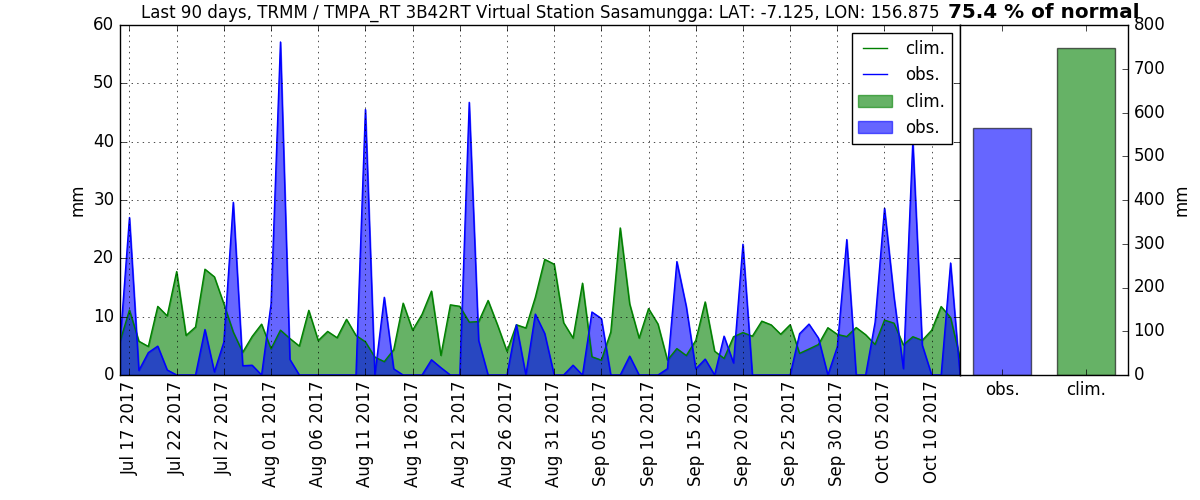 Last 90 days, TRMM / TMPA_RT 3B42RT Virtual Station Sasamungga: LAT: -7.125, LON: 156.875 75.4 % of normal
60
50
40
30
20
10
0
mm
clim.
obs.
clim.
obs.
800
700
600
500
400
300
200
100
0
mm
Jul 17 2017
Jul 22 2017
Jul 27 2017
Aug 01 2017
Aug 06 2017
Aug 11 2017
Aug 16 2017
Aug 21 2017
Aug 26 2017
Aug 31 2017
Sep 05 2017
Sep 10 2017
Sep 15 2017
Sep 20 2017
Sep 25 2017
Sep 30 2017
Oct 05 2017
Oct 10 2017
obs.
clim.